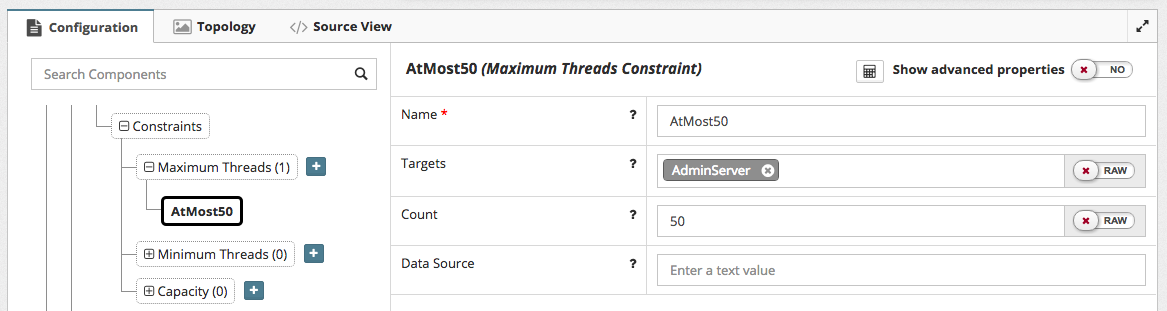 Configuration
Topology
</> Source View
Search Components
Constraints
Maximum Threads (1)
AtMost50
Minimum Threads (0)
Capacity (0)
AtMost50 (Maximum Threads Constraint)
Show advanced properties NO
Name * ? AtMost50
Targets ? AdminServer RAW
Count ? 50 RAW
Data Source ? Enter a text value